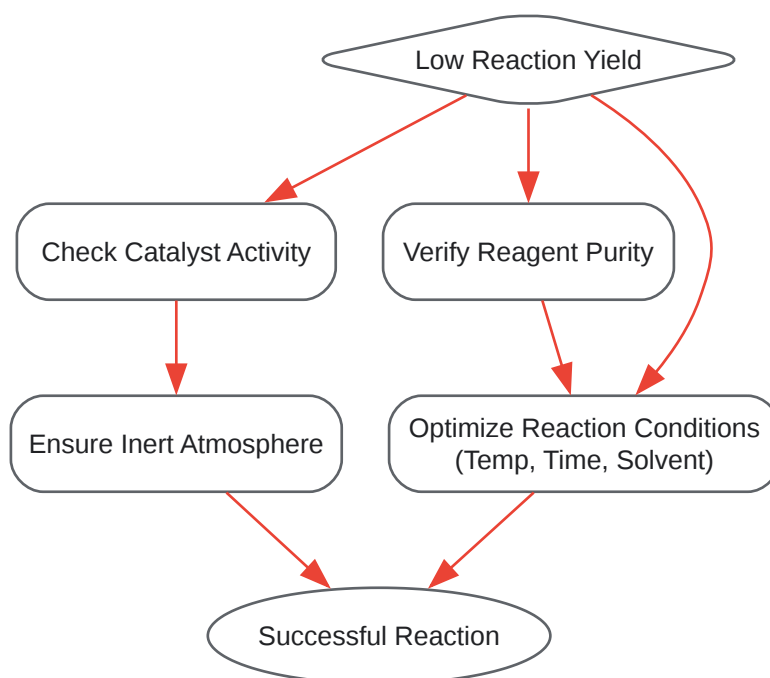 Low Reaction Yield
Check Catalyst Activity
Verify Reagent Purity
Ensure Inert Atmosphere
Optimize Reaction Conditions
(Temp, Time, Solvent)
Successful Reaction